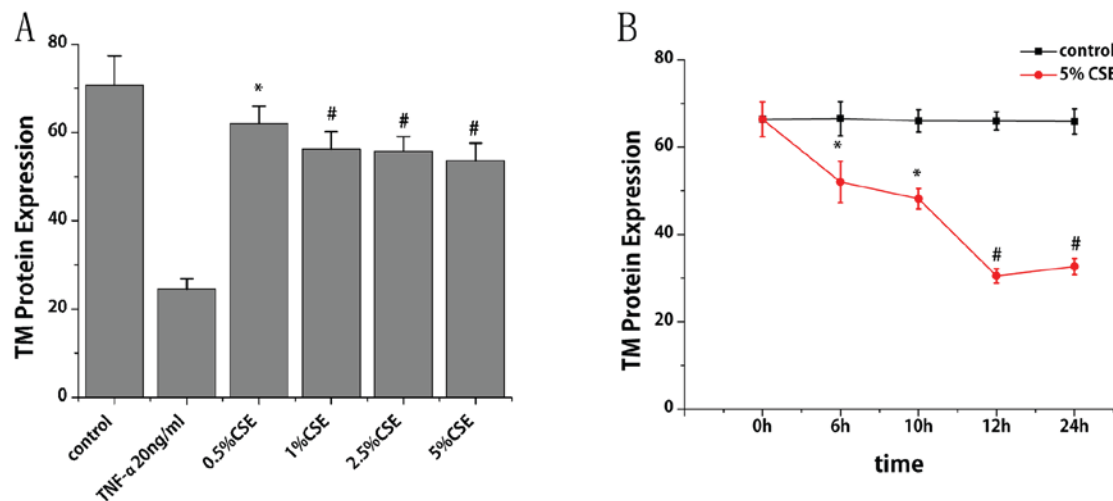 A
TM Protein Expression
80
60
40
20
0
*
#
#
#
control
TNF-α 20ng/ml
0.5%CSE
1%CSE
2.5%CSE
5%CSE
B
control
5% CSE
TM Protein Expression
80
60
40
20
0
*
*
#
#
0h
6h
10h
12h
24h
time